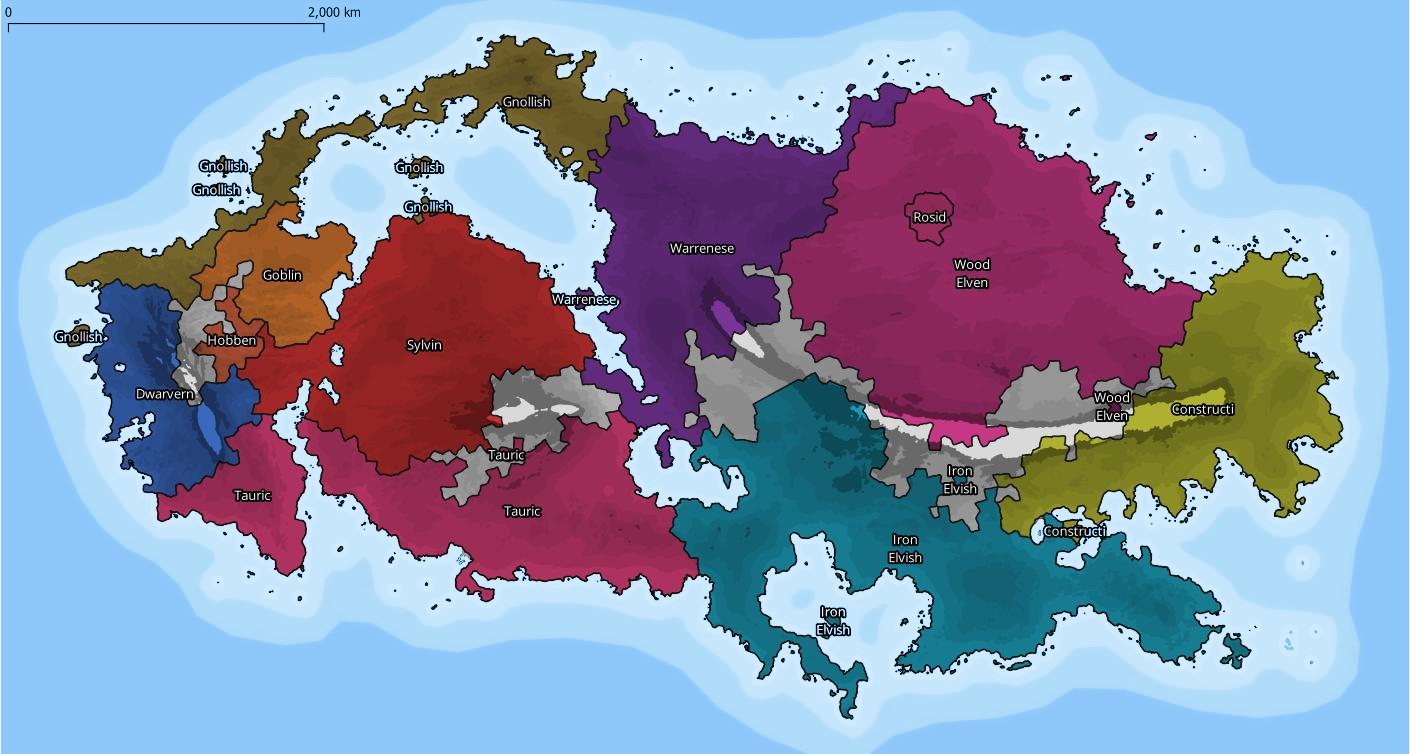 0
2,000 km
Gnollish
Gnollish
Gnollish
Gnollish
Gnollish
Rosid
Warrenese
Wood
Elven
Goblin
Warrenese
Gnollish
Hobben
Sylvin
Dwarvern
Wood
Elven
Constructi
Tauric
Iron
Elvish
Tauric
Tauric
Constructi
Iron
Elvish
Iron
Elvish